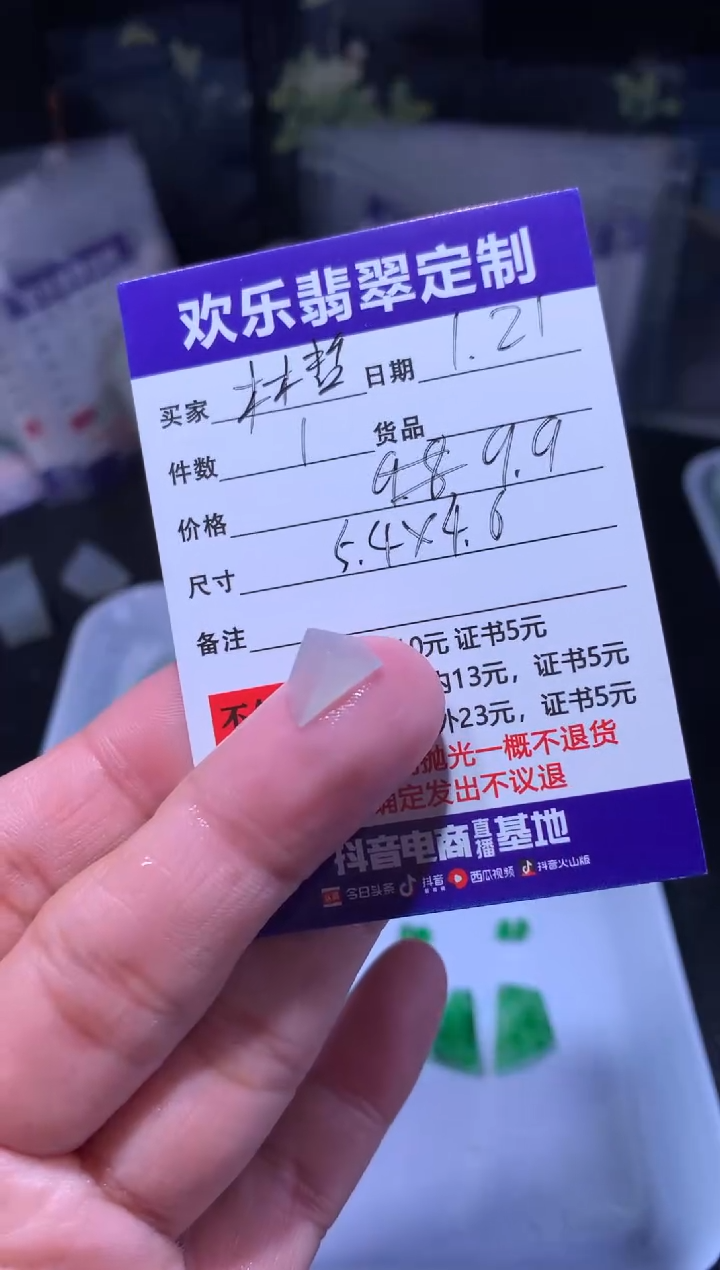 欢乐翡翠定制
买家 林哲 日期 1.21
件数 1 货品
价格 9.8 9.9
尺寸 5.4×4.6
备注
0元 证书5元
内13元，证书5元
外23元，证书5元
抛光一概不退货
确定发出不议退
抖音电商直播基地
今日头条 抖音 西瓜视频 抖音火山版